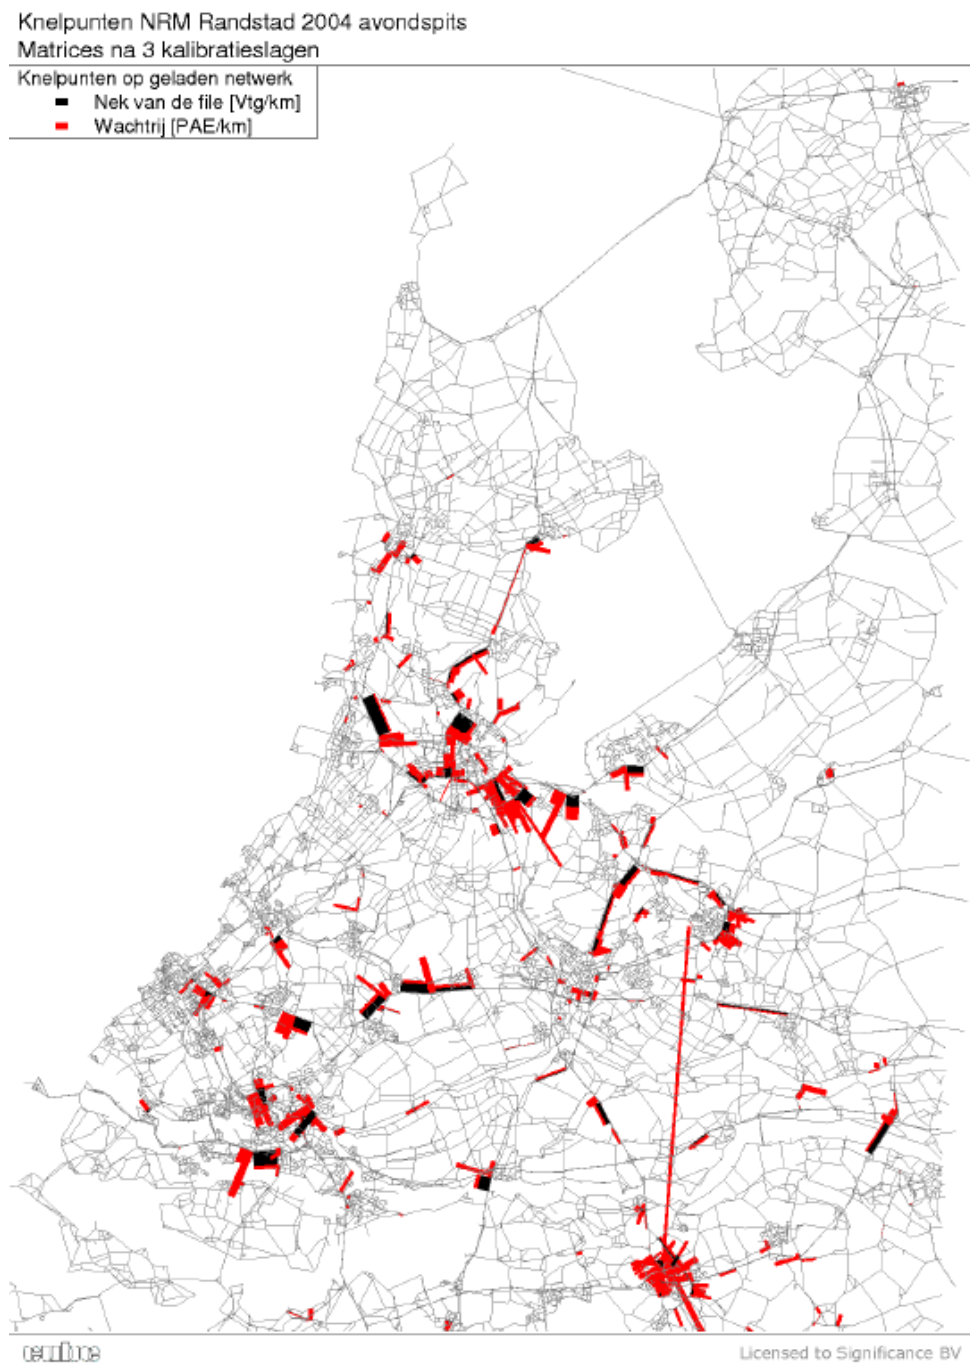 Knelpunten NRM Randstad 2004 avondspits
Matrices na 3 kalibratieslagen
Knelpunten op geladen netwerk
Nek van de file [Vtg/km]
Wachtrij [PAE/km]
Licensed to Significance BV